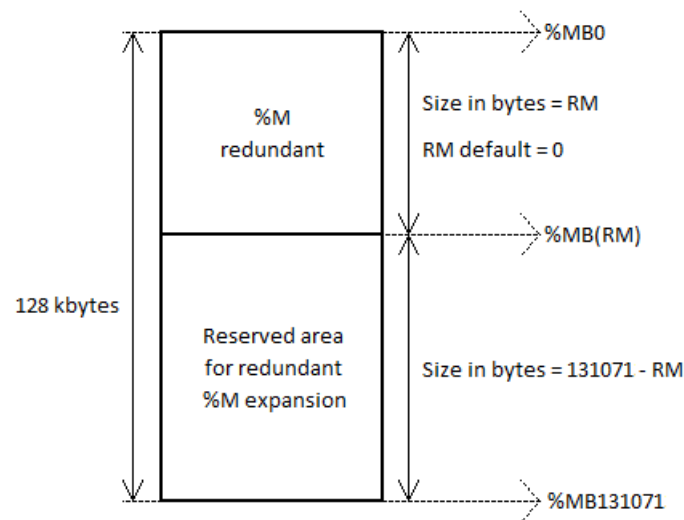 %MB0
%M
redundant
Size in bytes = RM
RM default = 0
%MB(RM)
128 kbytes
Reserved area
for redundant
%M expansion
Size in bytes = 131071 - RM
%MB131071